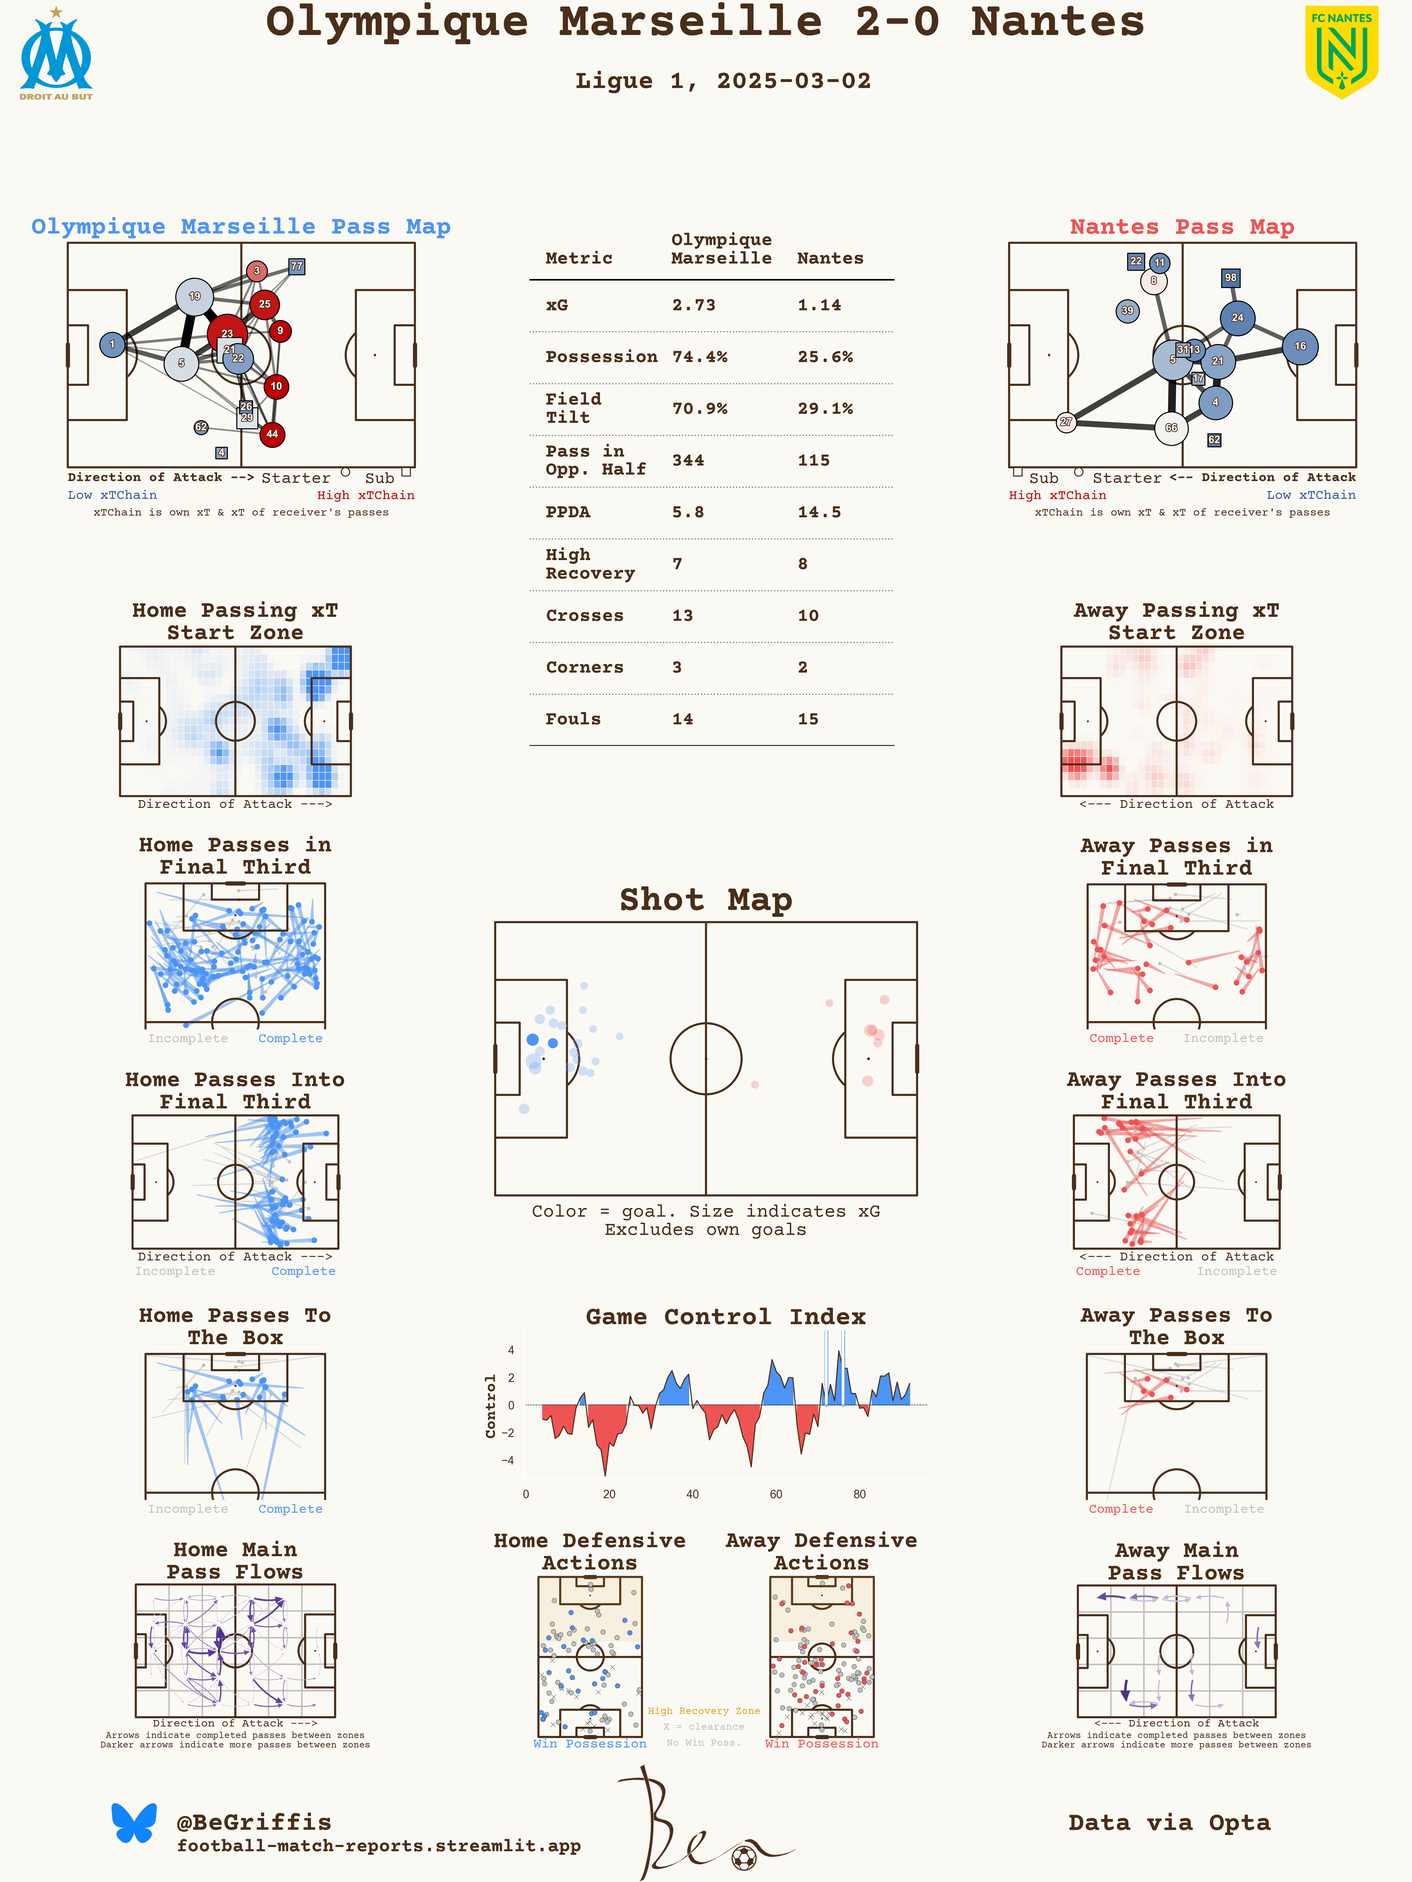 Olympique Marseille 2-0 Nantes
Ligue 1, 2025-03-02
DROIT AU BUT
FC NANTES
Olympique Marseille Pass Map
3
77
19
25
23
9
1
21
22
5
10
26
29
62
44
4
Direction of Attack --> Starter Sub
Low xTChain High xTChain
xTChain is own xT & xT of receiver's passes
Metric Olympique Marseille Nantes
xG 2.73 1.14
Possession 74.4% 25.6%
Field Tilt 70.9% 29.1%
Pass in Opp. Half 344 115
PPDA 5.8 14.5
High Recovery 7 8
Crosses 13 10
Corners 3 2
Fouls 14 15
Nantes Pass Map
22
11
8
98
39
24
16
31
13
5
21
17
4
27
66
62
Sub Starter <-- Direction of Attack
High xTChain Low xTChain
xTChain is own xT & xT of receiver's passes
Home Passing xT
Start Zone
Direction of Attack --->
Away Passing xT
Start Zone
<--- Direction of Attack
Home Passes in
Final Third
Incomplete Complete
Away Passes in
Final Third
Complete Incomplete
Shot Map
Color = goal. Size indicates xG
Excludes own goals
Home Passes Into
Final Third
Direction of Attack --->
Incomplete Complete
Away Passes Into
Final Third
<--- Direction of Attack
Complete Incomplete
Home Passes To
The Box
Incomplete Complete
Game Control Index
Control
4
2
0
−2
−4
0 20 40 60 80
Away Passes To
The Box
Complete Incomplete
Home Main
Pass Flows
Direction of Attack --->
Arrows indicate completed passes between zones
Darker arrows indicate more passes between zones
Home Defensive
Actions
Win Possession
High Recovery Zone
X = clearance
No Win Poss.
Away Defensive
Actions
Win Possession
Away Main
Pass Flows
<--- Direction of Attack
Arrows indicate completed passes between zones
Darker arrows indicate more passes between zones
@BeGriffis
football-match-reports.streamlit.app
Ben
Data via Opta